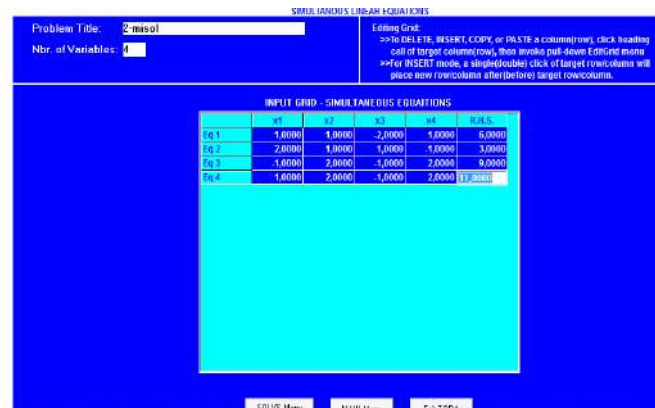 SIMULTANOUS LINEAR EQUATIONS
Problem Title: 2-misol
Nbr. of Variables: 4
Editing Grid:
>>To DELETE, INSERT, COPY, or PASTE a column(row), click heading
cell of target column(row), then invoke pull-down EditGrid menu
>>For INSERT mode, a single(double) click of target row/column will
place new row/column after(before) target row/column.
INPUT GRID - SIMULTANEOUS EQUAITIONS
x1 x2 x3 x4 R.H.S.
Eq 1 1,0000 1,0000 -2,0000 1,0000 6,0000
Eq 2 2,0000 1,0000 1,0000 -1,0000 3,0000
Eq 3 -1,0000 2,0000 -1,0000 2,0000 9,0000
Eq 4 1,0000 2,0000 -1,0000 2,0000 11,0000
SOLVE Menu MAIN Menu Exit TORA